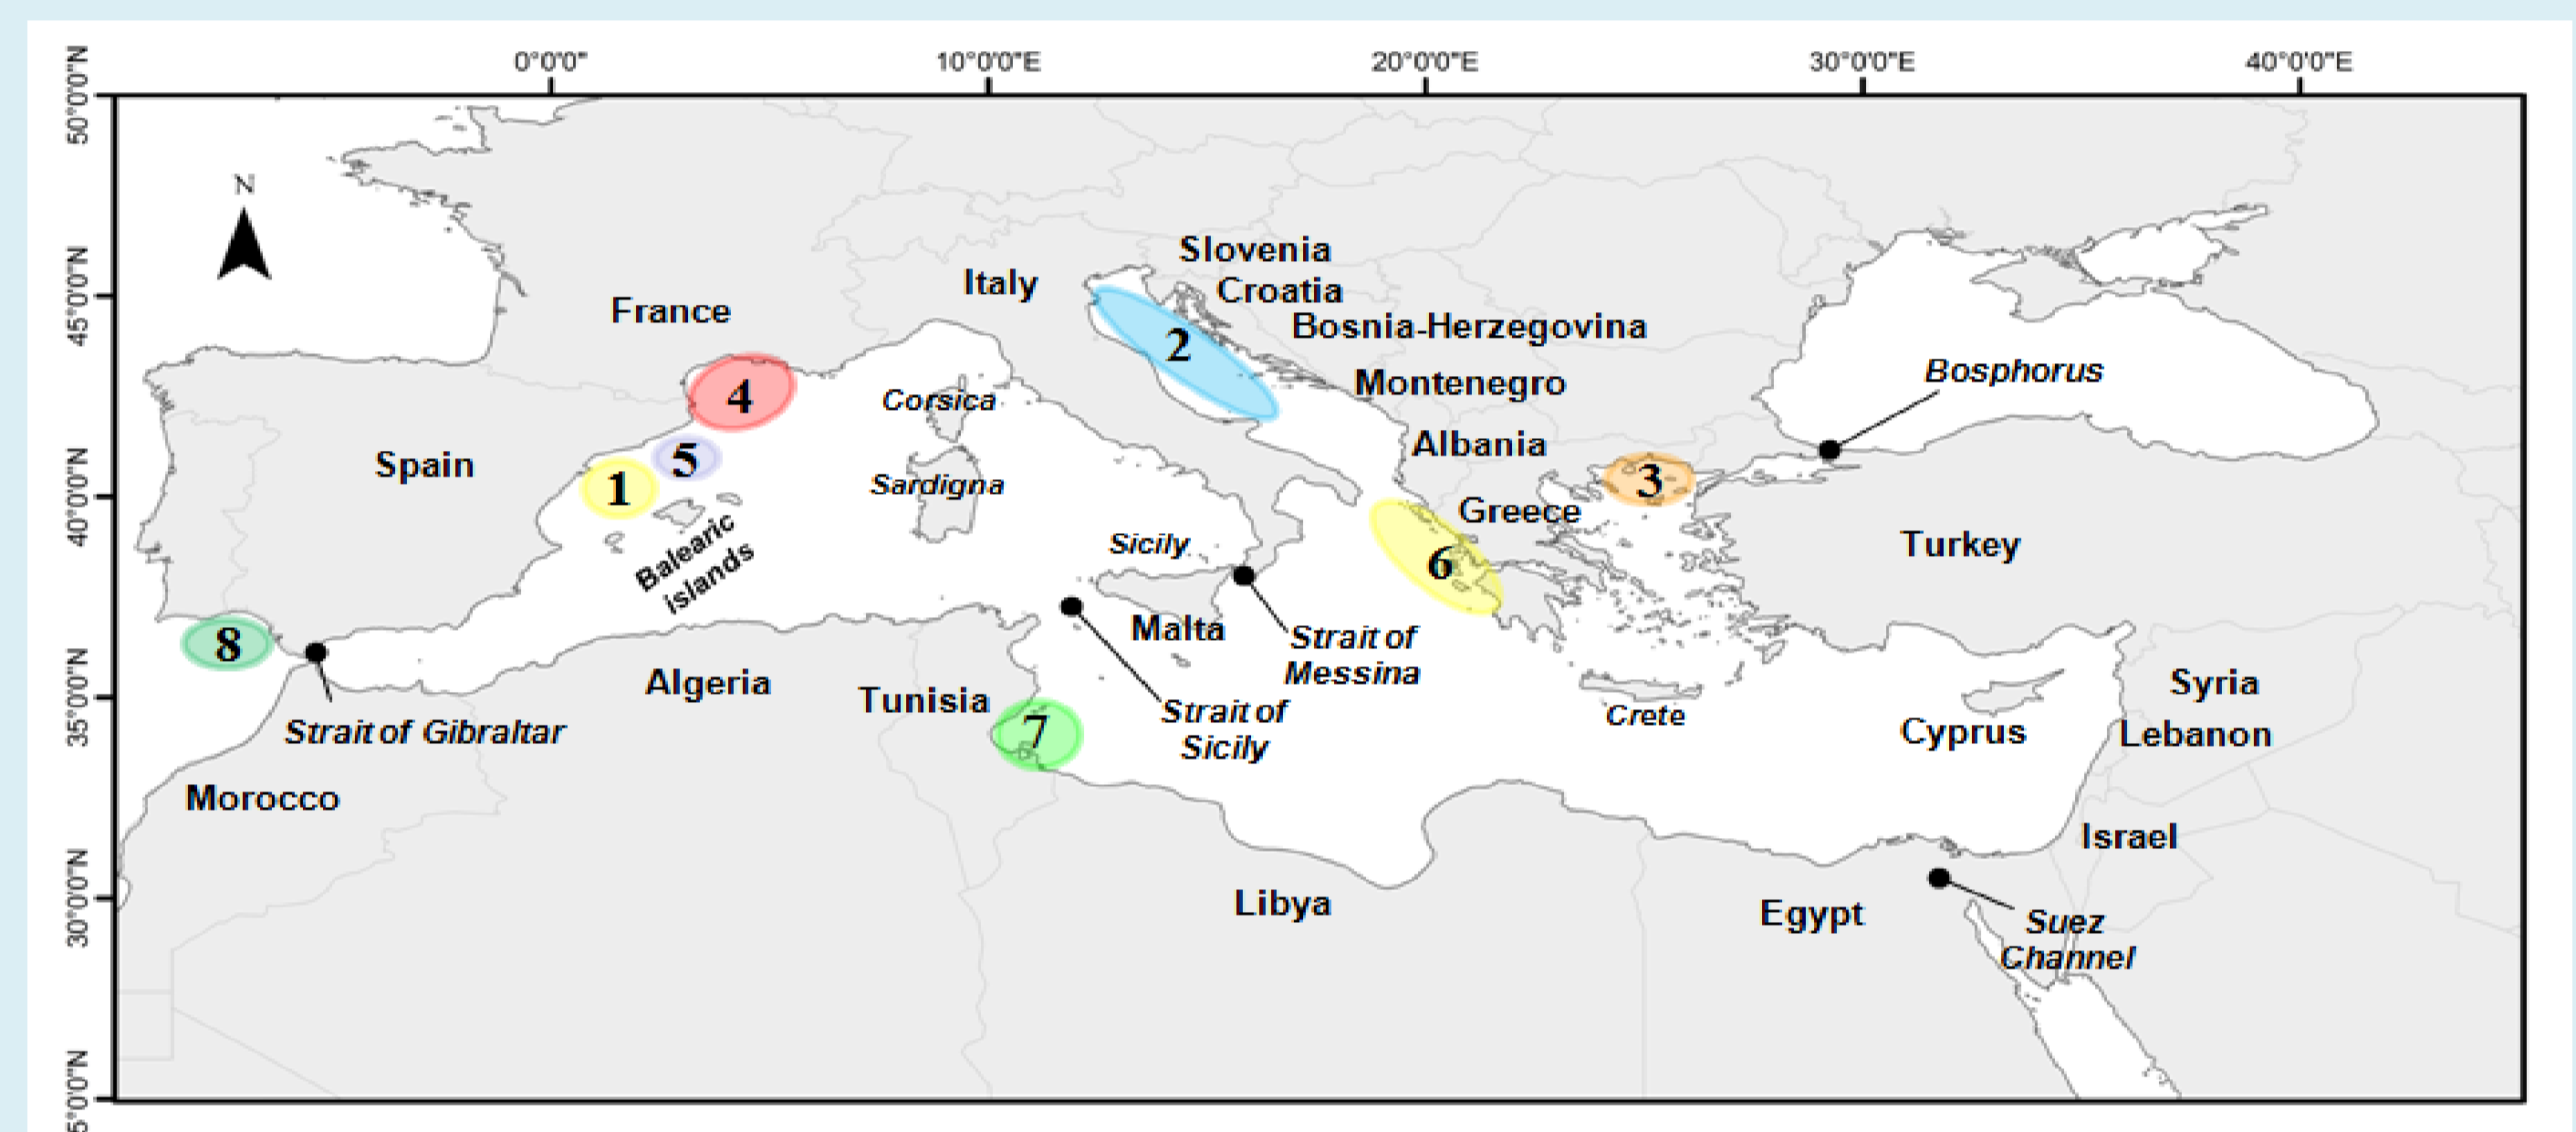 0°0'0"
10°0'0"E
20°0'0"E
30°0'0"E
40°0'0"E
50°0'0"N
45°0'0"N
40°0'0"N
35°0'0"N
30°0'0"N
5°0'0"N
N
Slovenia
Italy
Croatia
France
Bosnia-Herzegovina
2
Bosphorus
Montenegro
4
Corsica
Albania
Spain
5
1
Sardigna
3
Greece
Balearic
islands
Sicily
Turkey
6
8
Malta
Strait of
Messina
Algeria
Tunisia
Syria
Strait of Gibraltar
7
Strait of
Sicily
Crete
Cyprus
Lebanon
Morocco
Israel
Libya
Egypt
Suez
Channel